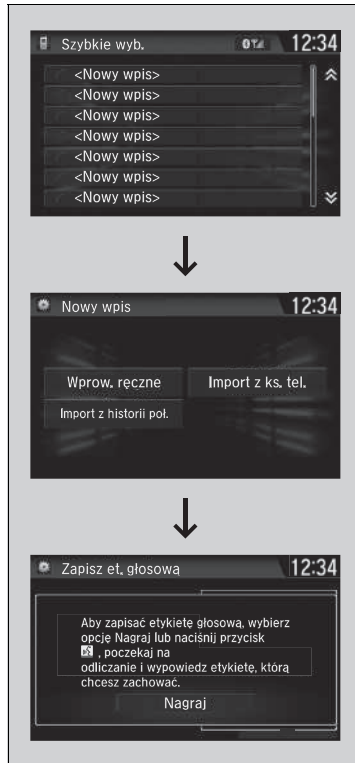 Szybkie wyb. 12:34
<Nowy wpis>
<Nowy wpis>
<Nowy wpis>
<Nowy wpis>
<Nowy wpis>
<Nowy wpis>
<Nowy wpis>
Nowy wpis 12:34
Wprow. ręczne Import z ks. tel.
Import z historii poł.
Zapisz et. głosową 12:34
Aby zapisać etykietę głosową, wybierz
opcję Nagraj lub naciśnij przycisk
, poczekaj na
odliczanie i wypowiedz etykietę, którą
chcesz zachować.
Nagraj